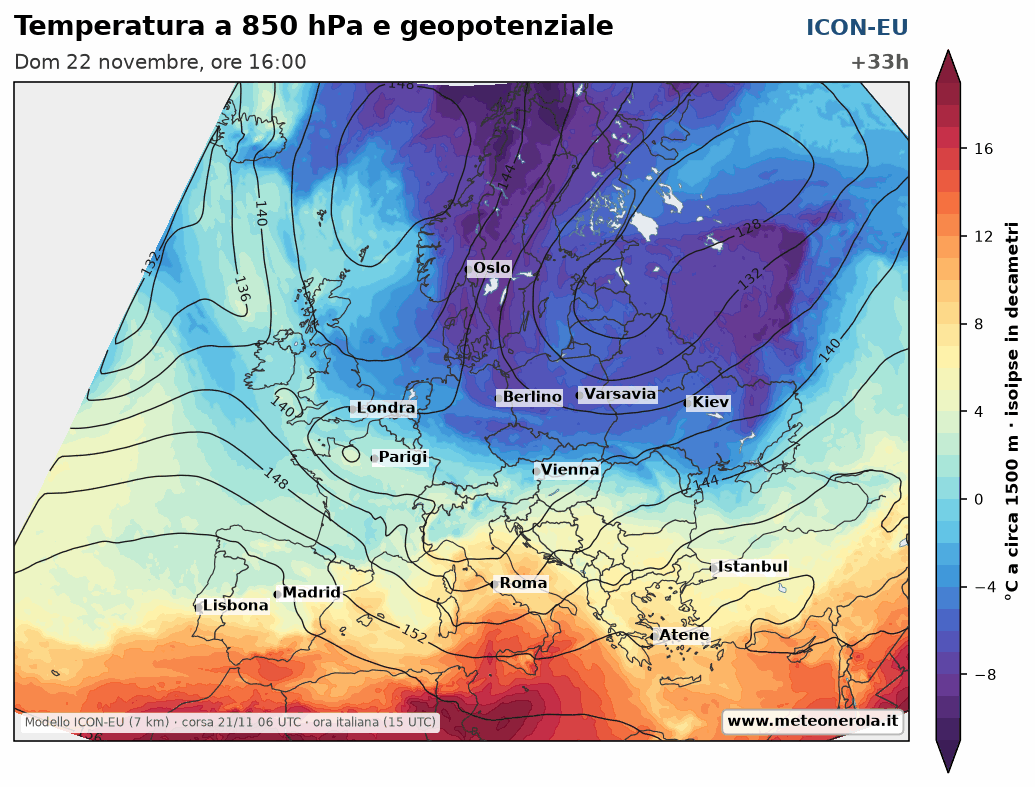 Temperatura a 850 hPa e geopotenziale
ICON-EU
Dom 22 novembre, ore 16:00
+33h
148
144
140
132
136
128
132
140
Oslo
Berlino
Varsavia
Kiev
Londra
140
Parigi
Vienna
148
144
Istanbul
Roma
Madrid
Lisbona
152
Atene
Modello ICON-EU (7 km) · corsa 21/11 06 UTC · ora italiana (15 UTC)
www.meteonerola.it
16
12
8
4
0
−4
−8
°C a circa 1500 m · Isoipse in decametri